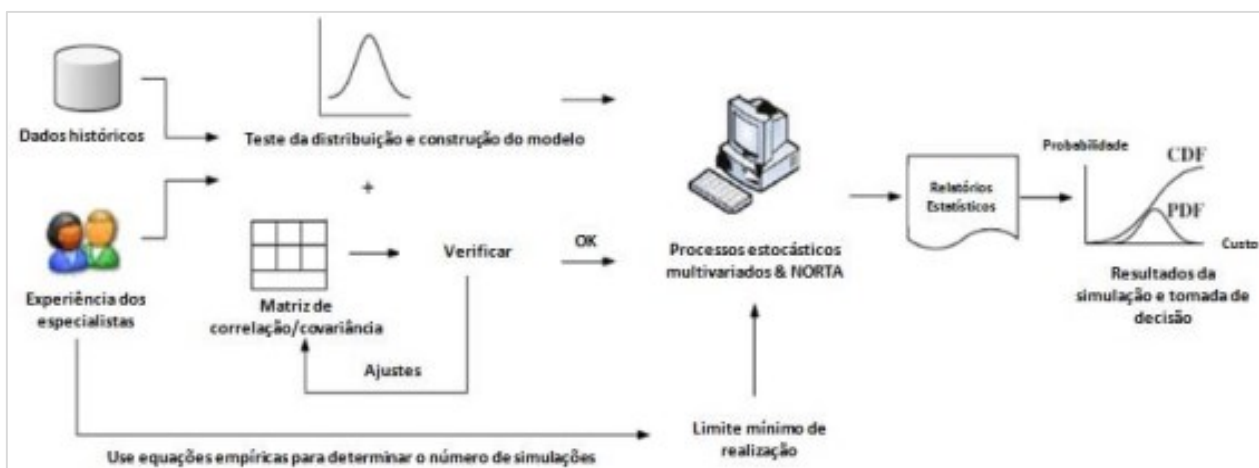 Dados históricos
Teste da distribuição e construção do modelo
+
Experiência dos
especialistas
Matriz de
correlação/covariância
Verificar
OK
Ajustes
Processos estocásticos
multivariados & NORTA
Relatórios
Estatísticos
Probabilidade
CDF
PDF
Custo
Resultados da
simulação e tomada de
decisão
Limite mínimo de
realização
Use equações empíricas para determinar o número de simulações